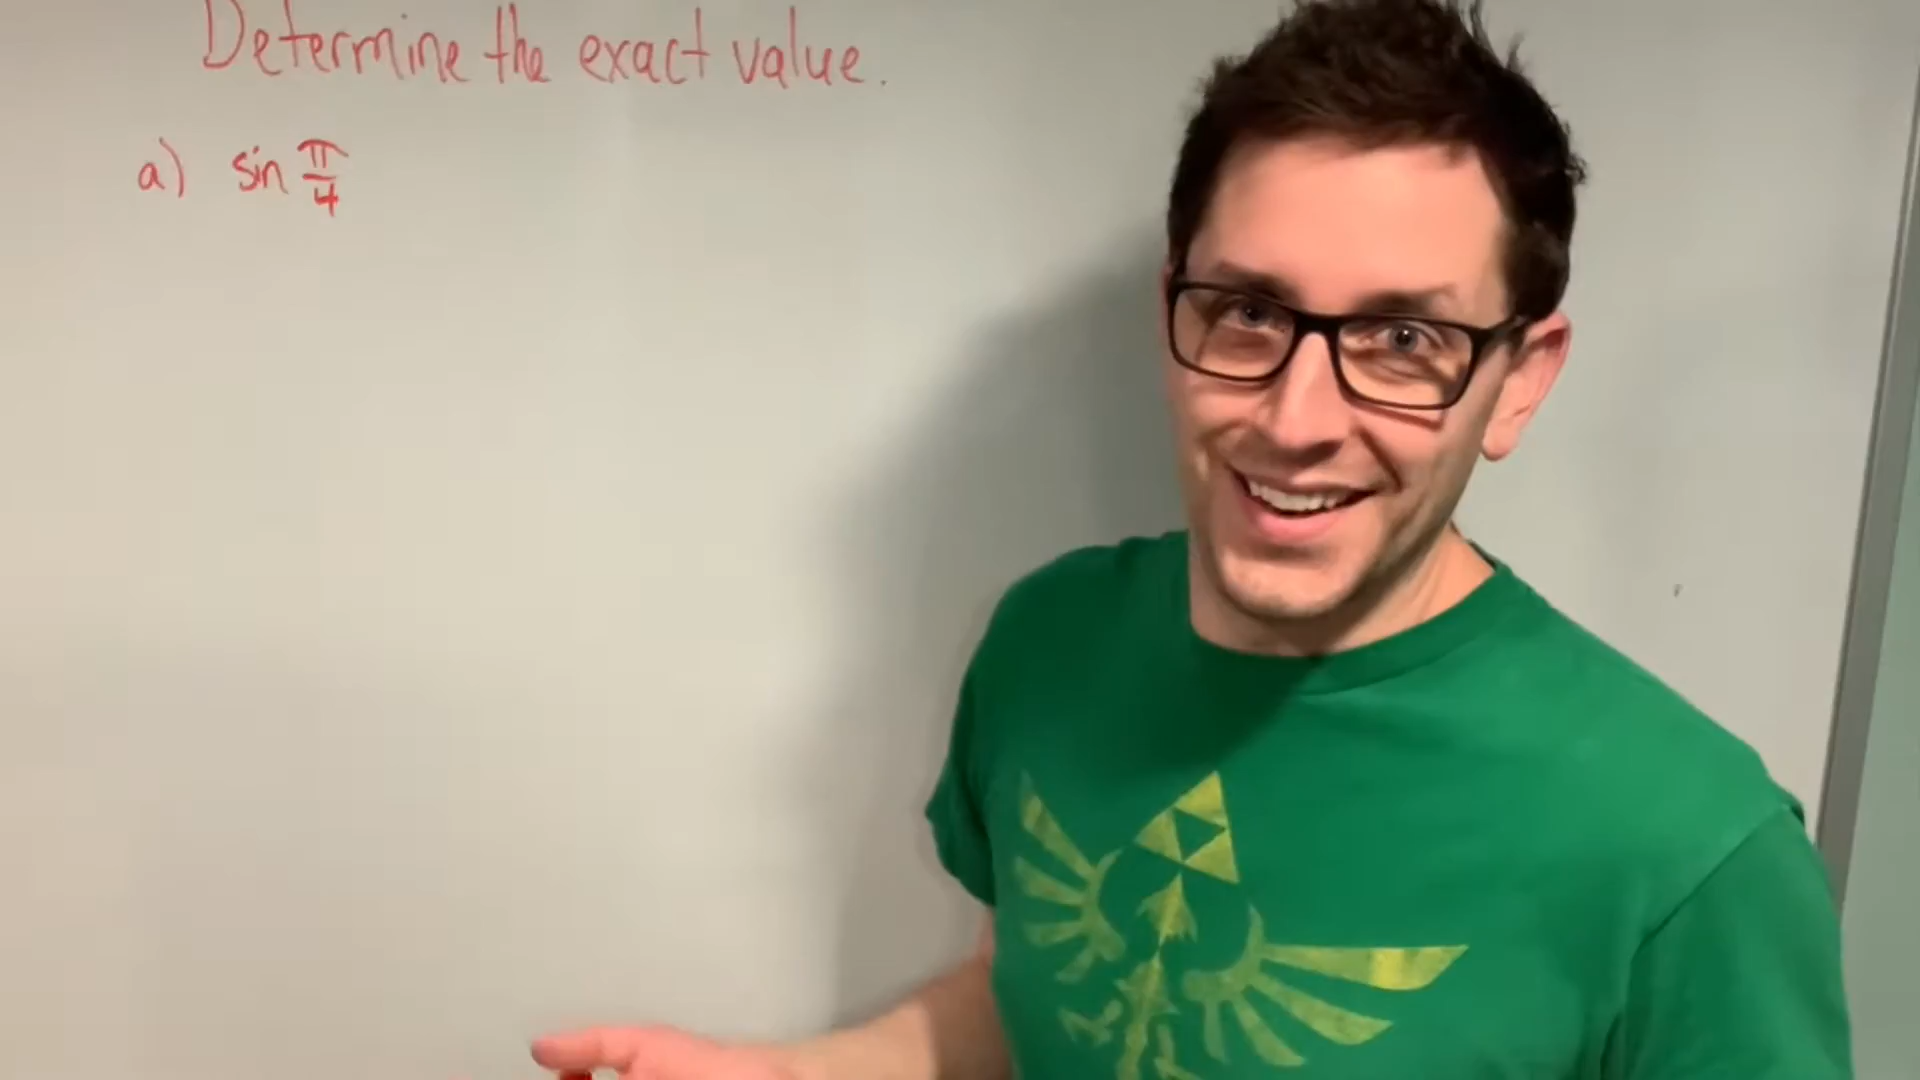 Determine the exact value.
a) sin π/4